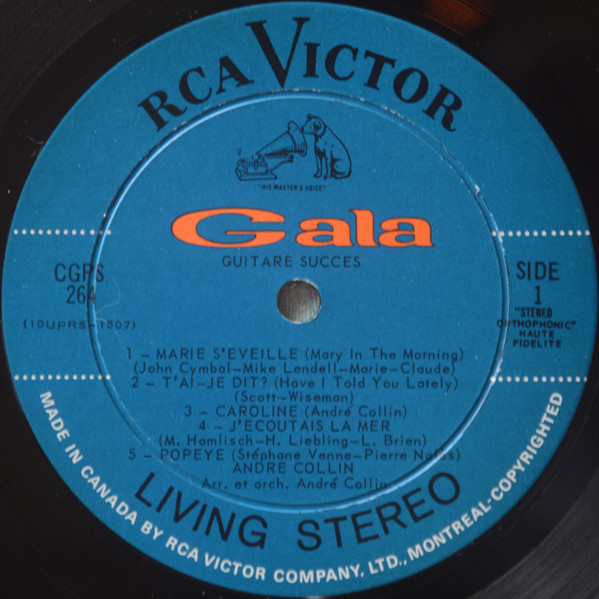 RCA VICTOR
"HIS MASTER'S VOICE"
Gala
GUITARE SUCCES
CGPS
264
(10UPRS-1807)
SIDE
1
"STEREO
ORTHOPHONIC"
HAUTE
FIDELITE
1 – MARIE S'EVEILLE (Mary In The Morning)
(John Cymbal-Mike Lendell-Marie-Claude)
2 – T'AI-JE DIT? (Have I Told You Lately)
(Scott-Wiseman)
3 – CAROLINE (André Collin)
4 – J'ECOUTAIS LA MER
(M. Hamlisch-H. Liebling-L. Brien)
5 – POPEYE (Stéphane Venne-Pierre Nolès)
ANDRE COLLIN
Arr. et orch. André Collin
LIVING STEREO
MADE IN CANADA BY RCA VICTOR COMPANY, LTD., MONTREAL-COPYRIGHTED